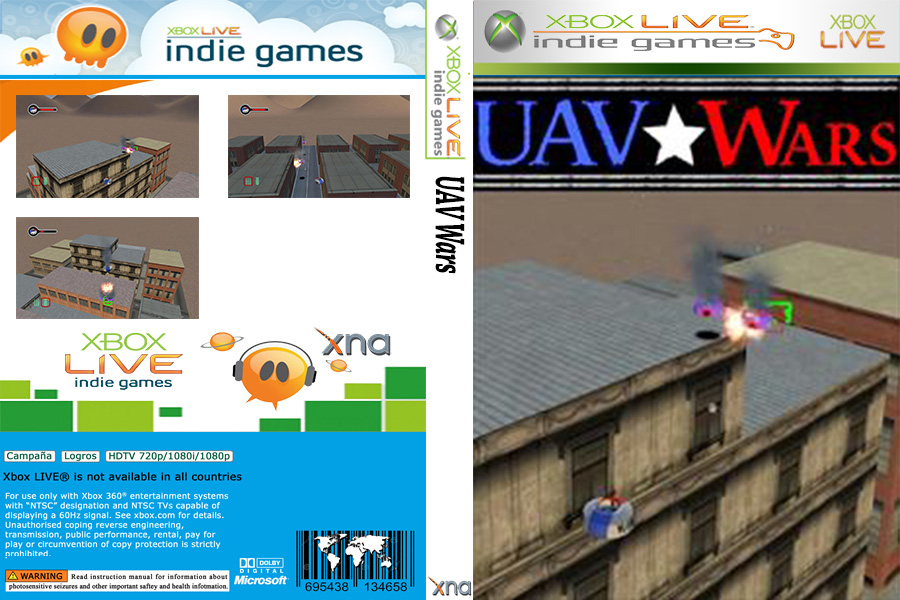 XBOX LIVE
indie games
XBOX LIVE
indie games
xna
Campaña Logros HDTV 720p/1080i/1080p
Xbox LIVE® is not available in all countries
For use only with Xbox 360® entertainment systems
with “NTSC” designation and NTSC TVs capable of
displaying a 60Hz signal. See xbox.com for details.
Unauthorised coping reverse engineering,
transmission, public performance, rental, pay for
play or circumvention of copy protection is strictly
prohibited.
WARNING Read instruction manual for information about
photosensitive seizures and other important saftey and health infotmation.
DOLBY
DIGITAL
Microsoft
695438 134658
XBOX LIVE
indie games
UAV Wars
xna
XBOX LIVE
indie games
XBOX
LIVE
UAV WARS